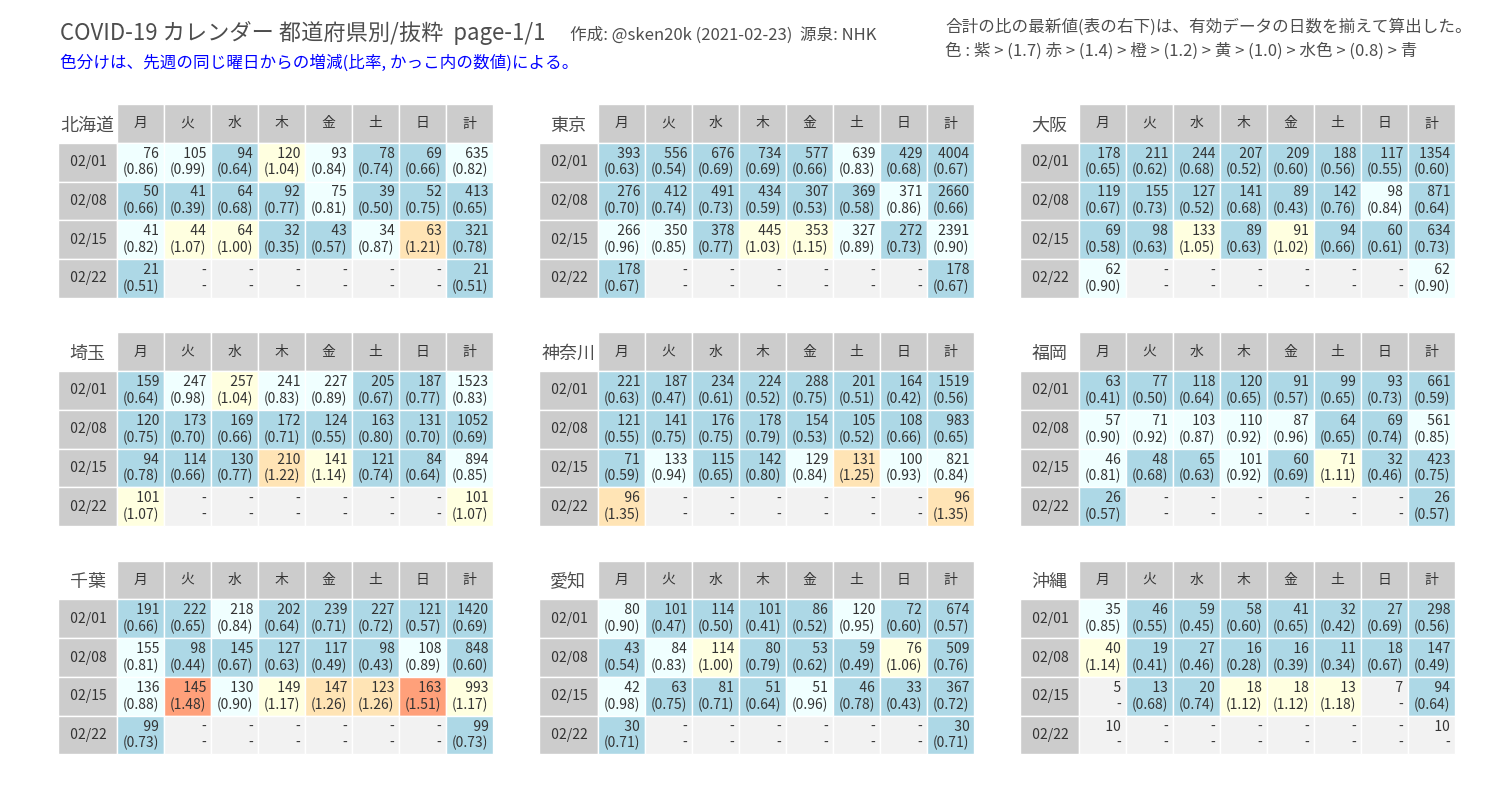 COVID-19 カレンダー 都道府県別/抜粋 page-1/1 作成: @sken20k (2021-02-23) 源泉: NHK
色分けは、先週の同じ曜日からの増減(比率, かっこ内の数値)による。
合計の比の最新値(表の右下)は、有効データの日数を揃えて算出した。
色 : 紫 > (1.7) 赤 > (1.4) 橙 > (1.2) 黄 > (1.0) > 水色 > (0.8) > 青
北海道 月 火 水 木 金 土 日 計
02/01 76 105 94 120 93 78 69 635
(0.86) (0.99) (0.64) (1.04) (0.84) (0.74) (0.66) (0.82)
02/08 50 41 64 92 75 39 52 413
(0.66) (0.39) (0.68) (0.77) (0.81) (0.50) (0.75) (0.65)
02/15 41 44 64 32 43 34 63 321
(0.82) (1.07) (1.00) (0.35) (0.57) (0.87) (1.21) (0.78)
02/22 21 - - - - - - 21
(0.51) - - - - - - (0.51)
東京 月 火 水 木 金 土 日 計
02/01 393 556 676 734 577 639 429 4004
(0.63) (0.54) (0.69) (0.69) (0.66) (0.83) (0.68) (0.67)
02/08 276 412 491 434 307 369 371 2660
(0.70) (0.74) (0.73) (0.59) (0.53) (0.58) (0.86) (0.66)
02/15 266 350 378 445 353 327 272 2391
(0.96) (0.85) (0.77) (1.03) (1.15) (0.89) (0.73) (0.90)
02/22 178 - - - - - - 178
(0.67) - - - - - - (0.67)
大阪 月 火 水 木 金 土 日 計
02/01 178 211 244 207 209 188 117 1354
(0.65) (0.62) (0.68) (0.52) (0.60) (0.56) (0.55) (0.60)
02/08 119 155 127 141 89 142 98 871
(0.67) (0.73) (0.52) (0.68) (0.43) (0.76) (0.84) (0.64)
02/15 69 98 133 89 91 94 60 634
(0.58) (0.63) (1.05) (0.63) (1.02) (0.66) (0.61) (0.73)
02/22 62 - - - - - - 62
(0.90) - - - - - - (0.90)
埼玉 月 火 水 木 金 土 日 計
02/01 159 247 257 241 227 205 187 1523
(0.64) (0.98) (1.04) (0.83) (0.89) (0.67) (0.77) (0.83)
02/08 120 173 169 172 124 163 131 1052
(0.75) (0.70) (0.66) (0.71) (0.55) (0.80) (0.70) (0.69)
02/15 94 114 130 210 141 121 84 894
(0.78) (0.66) (0.77) (1.22) (1.14) (0.74) (0.64) (0.85)
02/22 101 - - - - - - 101
(1.07) - - - - - - (1.07)
神奈川 月 火 水 木 金 土 日 計
02/01 221 187 234 224 288 201 164 1519
(0.63) (0.47) (0.61) (0.52) (0.75) (0.51) (0.42) (0.56)
02/08 121 141 176 178 154 105 108 983
(0.55) (0.75) (0.75) (0.79) (0.53) (0.52) (0.66) (0.65)
02/15 71 133 115 142 129 131 100 821
(0.59) (0.94) (0.65) (0.80) (0.84) (1.25) (0.93) (0.84)
02/22 96 - - - - - - 96
(1.35) - - - - - - (1.35)
福岡 月 火 水 木 金 土 日 計
02/01 63 77 118 120 91 99 93 661
(0.41) (0.50) (0.64) (0.65) (0.57) (0.65) (0.73) (0.59)
02/08 57 71 103 110 87 64 69 561
(0.90) (0.92) (0.87) (0.92) (0.96) (0.65) (0.74) (0.85)
02/15 46 48 65 101 60 71 32 423
(0.81) (0.68) (0.63) (0.92) (0.69) (1.11) (0.46) (0.75)
02/22 26 - - - - - - 26
(0.57) - - - - - - (0.57)
千葉 月 火 水 木 金 土 日 計
02/01 191 222 218 202 239 227 121 1420
(0.66) (0.65) (0.84) (0.64) (0.71) (0.72) (0.57) (0.69)
02/08 155 98 145 127 117 98 108 848
(0.81) (0.44) (0.67) (0.63) (0.49) (0.43) (0.89) (0.60)
02/15 136 145 130 149 147 123 163 993
(0.88) (1.48) (0.90) (1.17) (1.26) (1.26) (1.51) (1.17)
02/22 99 - - - - - - 99
(0.73) - - - - - - (0.73)
愛知 月 火 水 木 金 土 日 計
02/01 80 101 114 101 86 120 72 674
(0.90) (0.47) (0.50) (0.41) (0.52) (0.95) (0.60) (0.57)
02/08 43 84 114 80 53 59 76 509
(0.54) (0.83) (1.00) (0.79) (0.62) (0.49) (1.06) (0.76)
02/15 42 63 81 51 51 46 33 367
(0.98) (0.75) (0.71) (0.64) (0.96) (0.78) (0.43) (0.72)
02/22 30 - - - - - - 30
(0.71) - - - - - - (0.71)
沖縄 月 火 水 木 金 土 日 計
02/01 35 46 59 58 41 32 27 298
(0.85) (0.55) (0.45) (0.60) (0.65) (0.42) (0.69) (0.56)
02/08 40 19 27 16 16 11 18 147
(1.14) (0.41) (0.46) (0.28) (0.39) (0.34) (0.67) (0.49)
02/15 5 13 20 18 18 13 7 94
- (0.68) (0.74) (1.12) (1.12) (1.18) - (0.64)
02/22 10 - - - - - - 10
- - - - - - - -